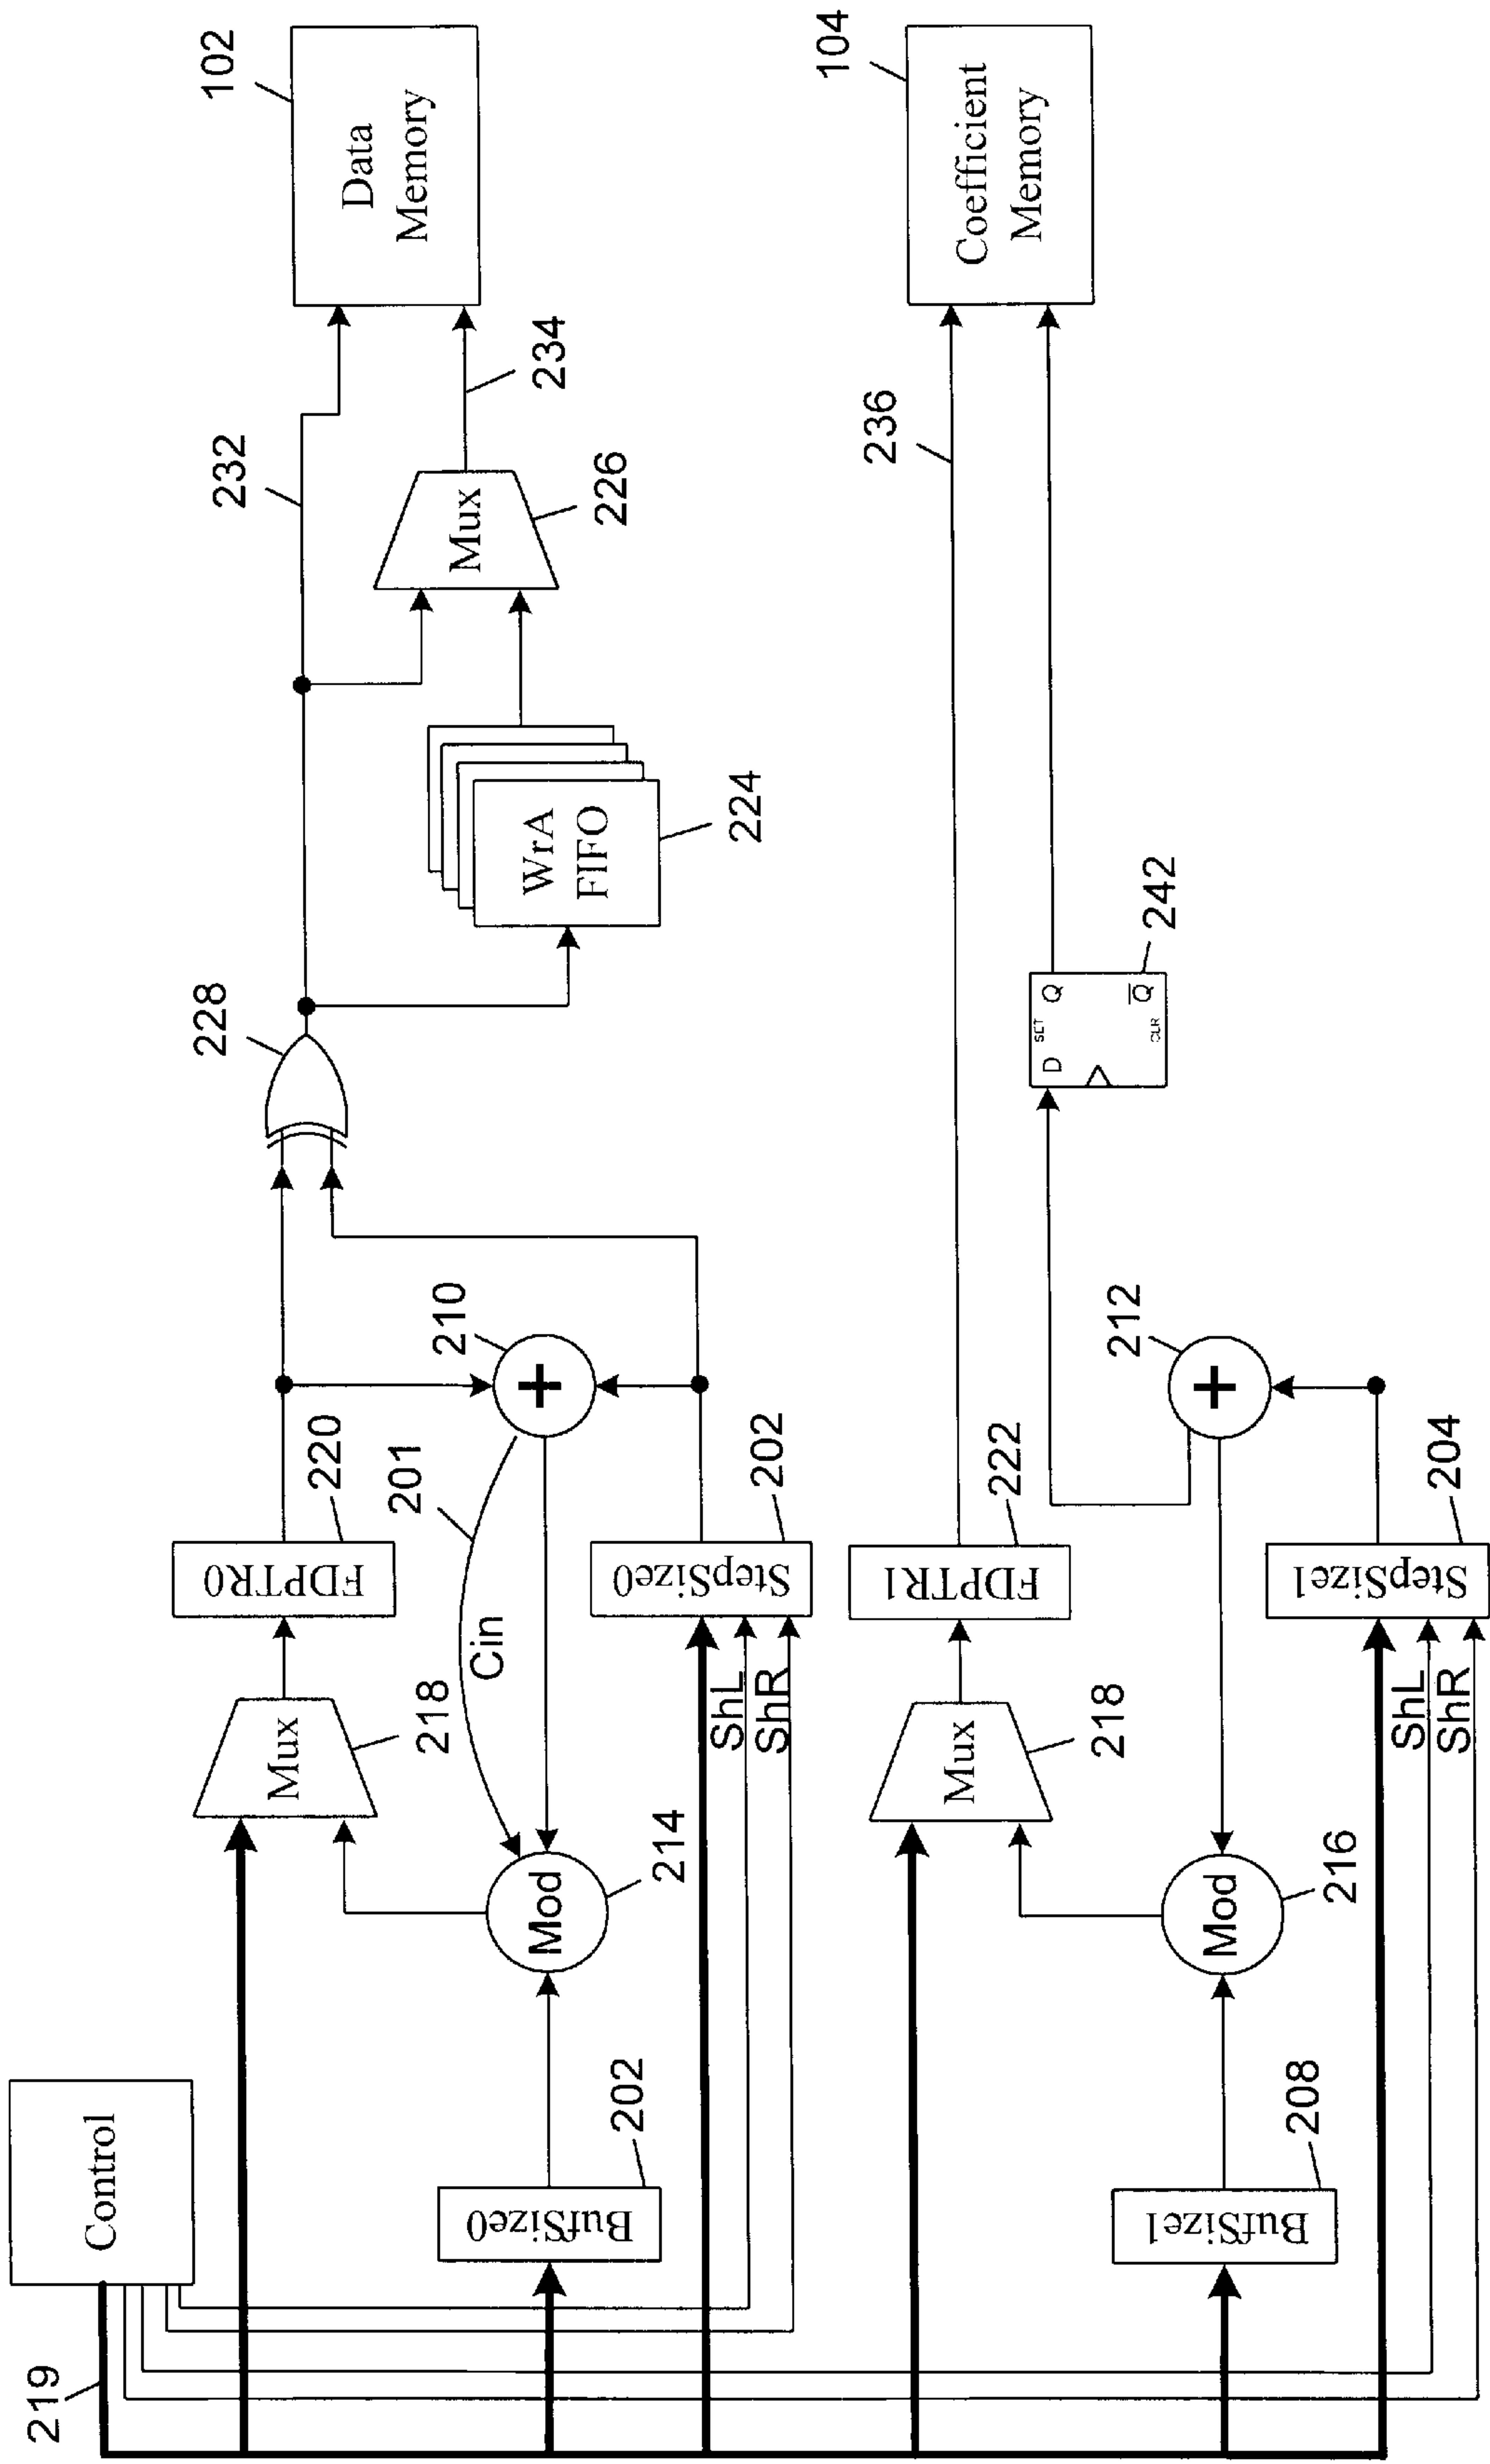 219
Control
BufSize0
202
Mod
214
Mux
218
Cin
201
FDPTR0
220
ShL
ShR
StepSize0
202
+
210
228
WrA
FIFO
224
232
Mux
226
234
Data
Memory
102
BufSize1
208
Mod
216
Mux
218
FDPTR1
222
ShL
ShR
StepSize1
204
+
212
D
SET
Q
CLR
Q̅
242
236
Coefficient
Memory
104